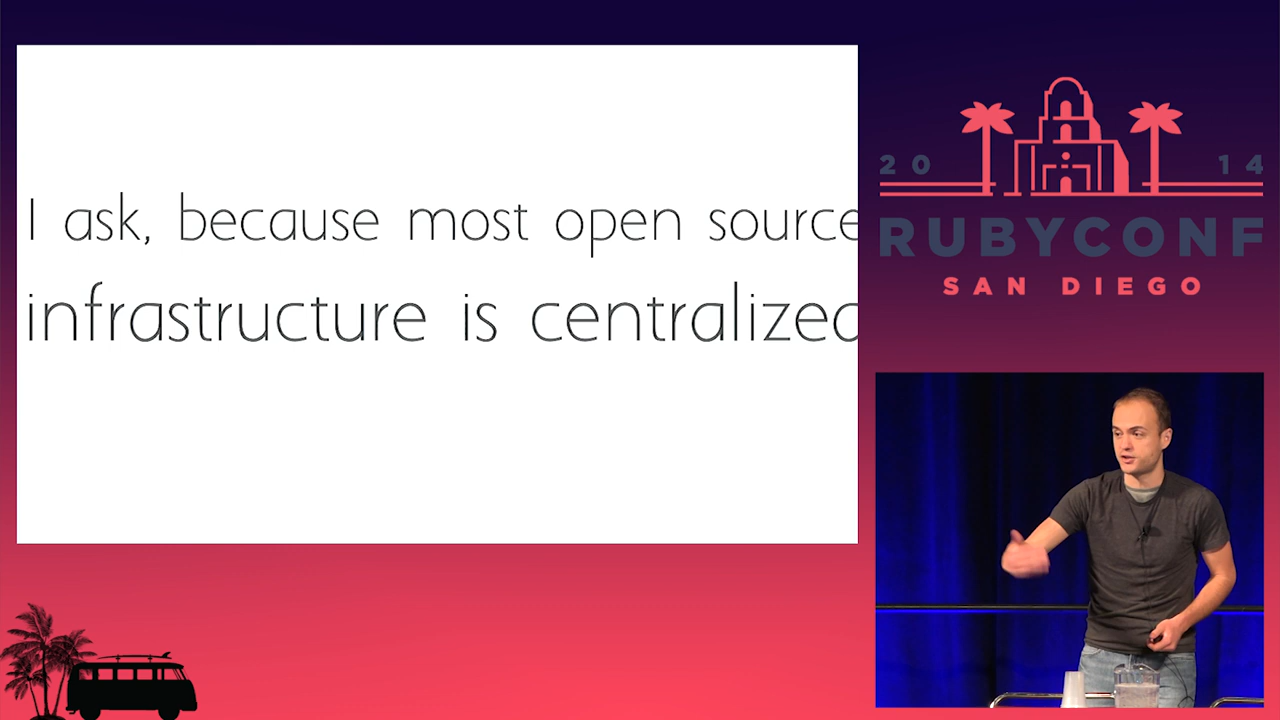 I ask, because most open source
infrastructure is centralized
20 14
RUBYCONF
SAN DIEGO